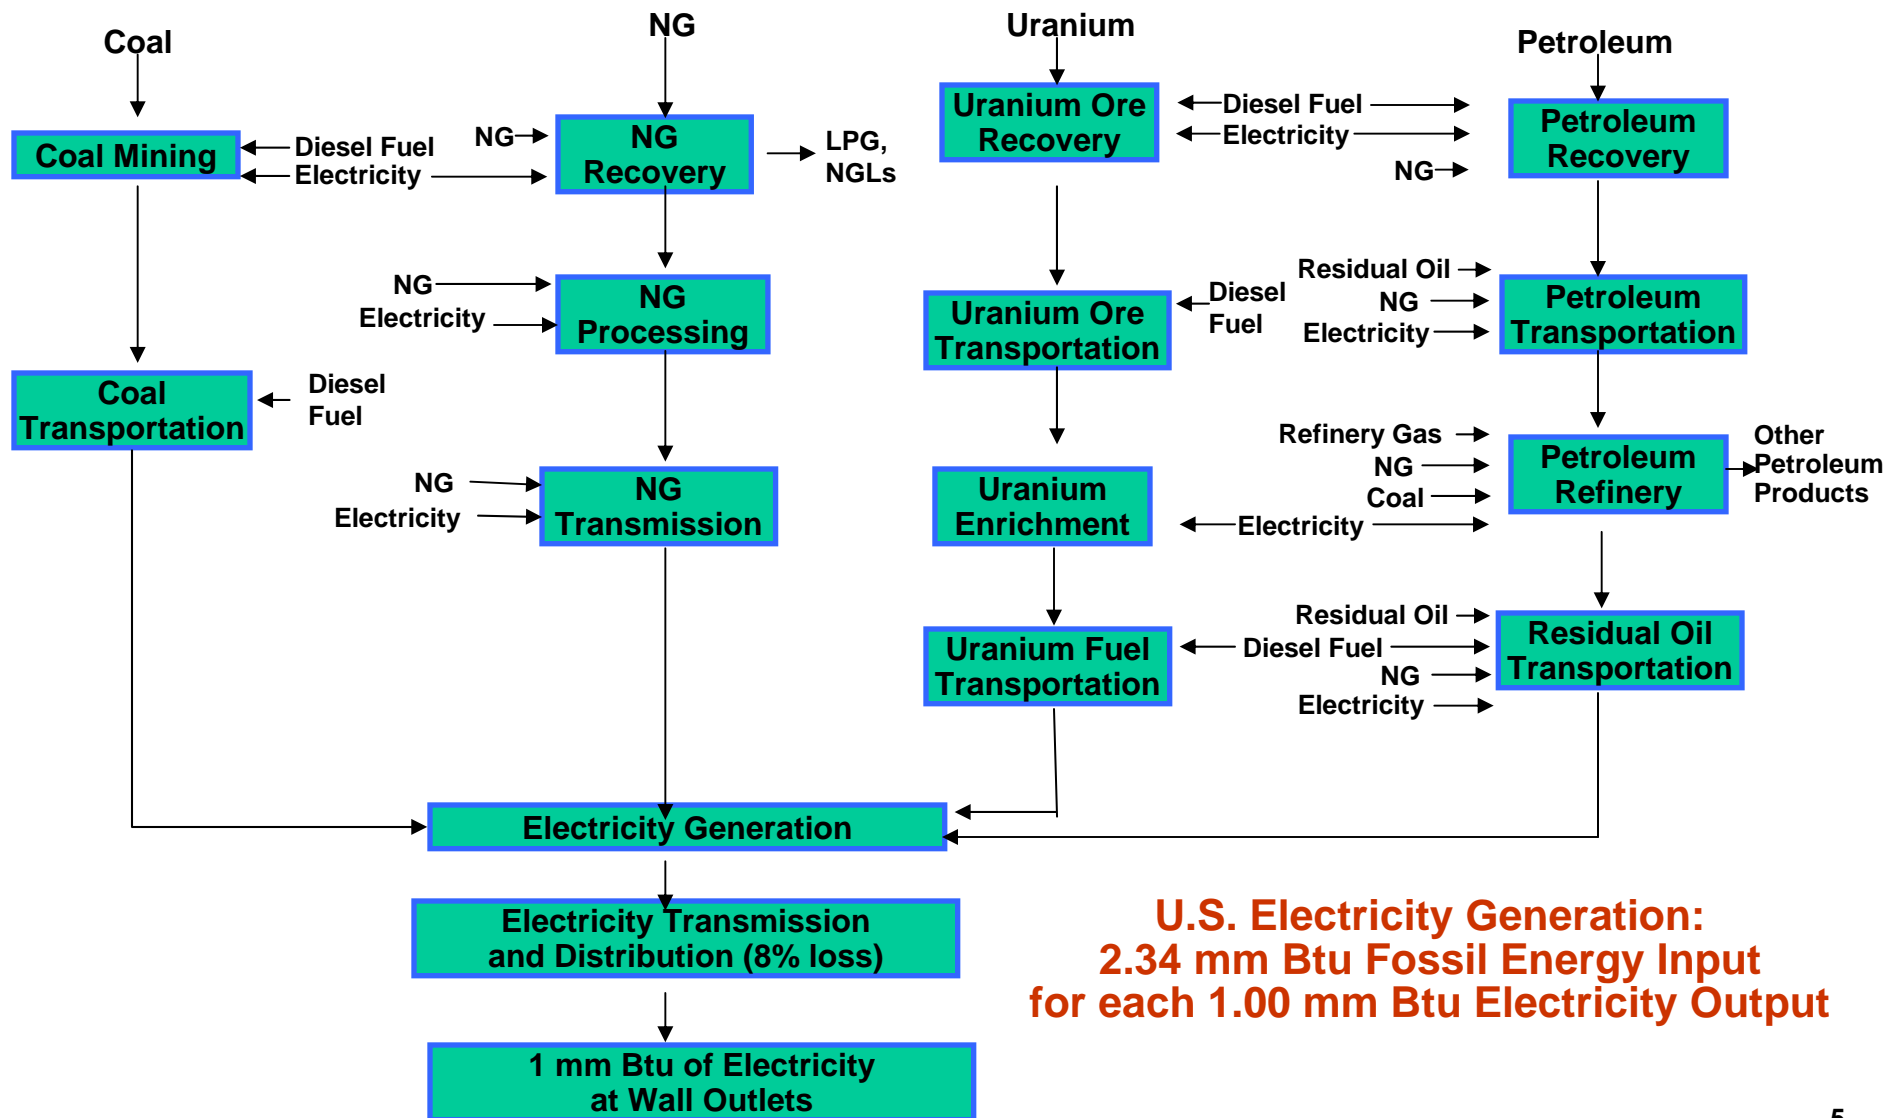 Coal
NG
Uranium
Petroleum
Coal Mining
Diesel Fuel
Electricity
NG
NG
Recovery
LPG,
NGLs
Uranium Ore
Recovery
Diesel Fuel
Electricity
NG
Petroleum
Recovery
NG
Electricity
NG
Processing
Uranium Ore
Transportation
Diesel
Fuel
Residual Oil
NG
Electricity
Petroleum
Transportation
Coal
Transportation
Diesel
Fuel
NG
Electricity
NG
Transmission
Uranium
Enrichment
Refinery Gas
NG
Coal
Electricity
Petroleum
Refinery
Other
Petroleum
Products
Uranium Fuel
Transportation
Residual Oil
Diesel Fuel
NG
Electricity
Residual Oil
Transportation
Electricity Generation
Electricity Transmission
and Distribution (8% loss)
U.S. Electricity Generation:
2.34 mm Btu Fossil Energy Input
for each 1.00 mm Btu Electricity Output
1 mm Btu of Electricity
at Wall Outlets
5